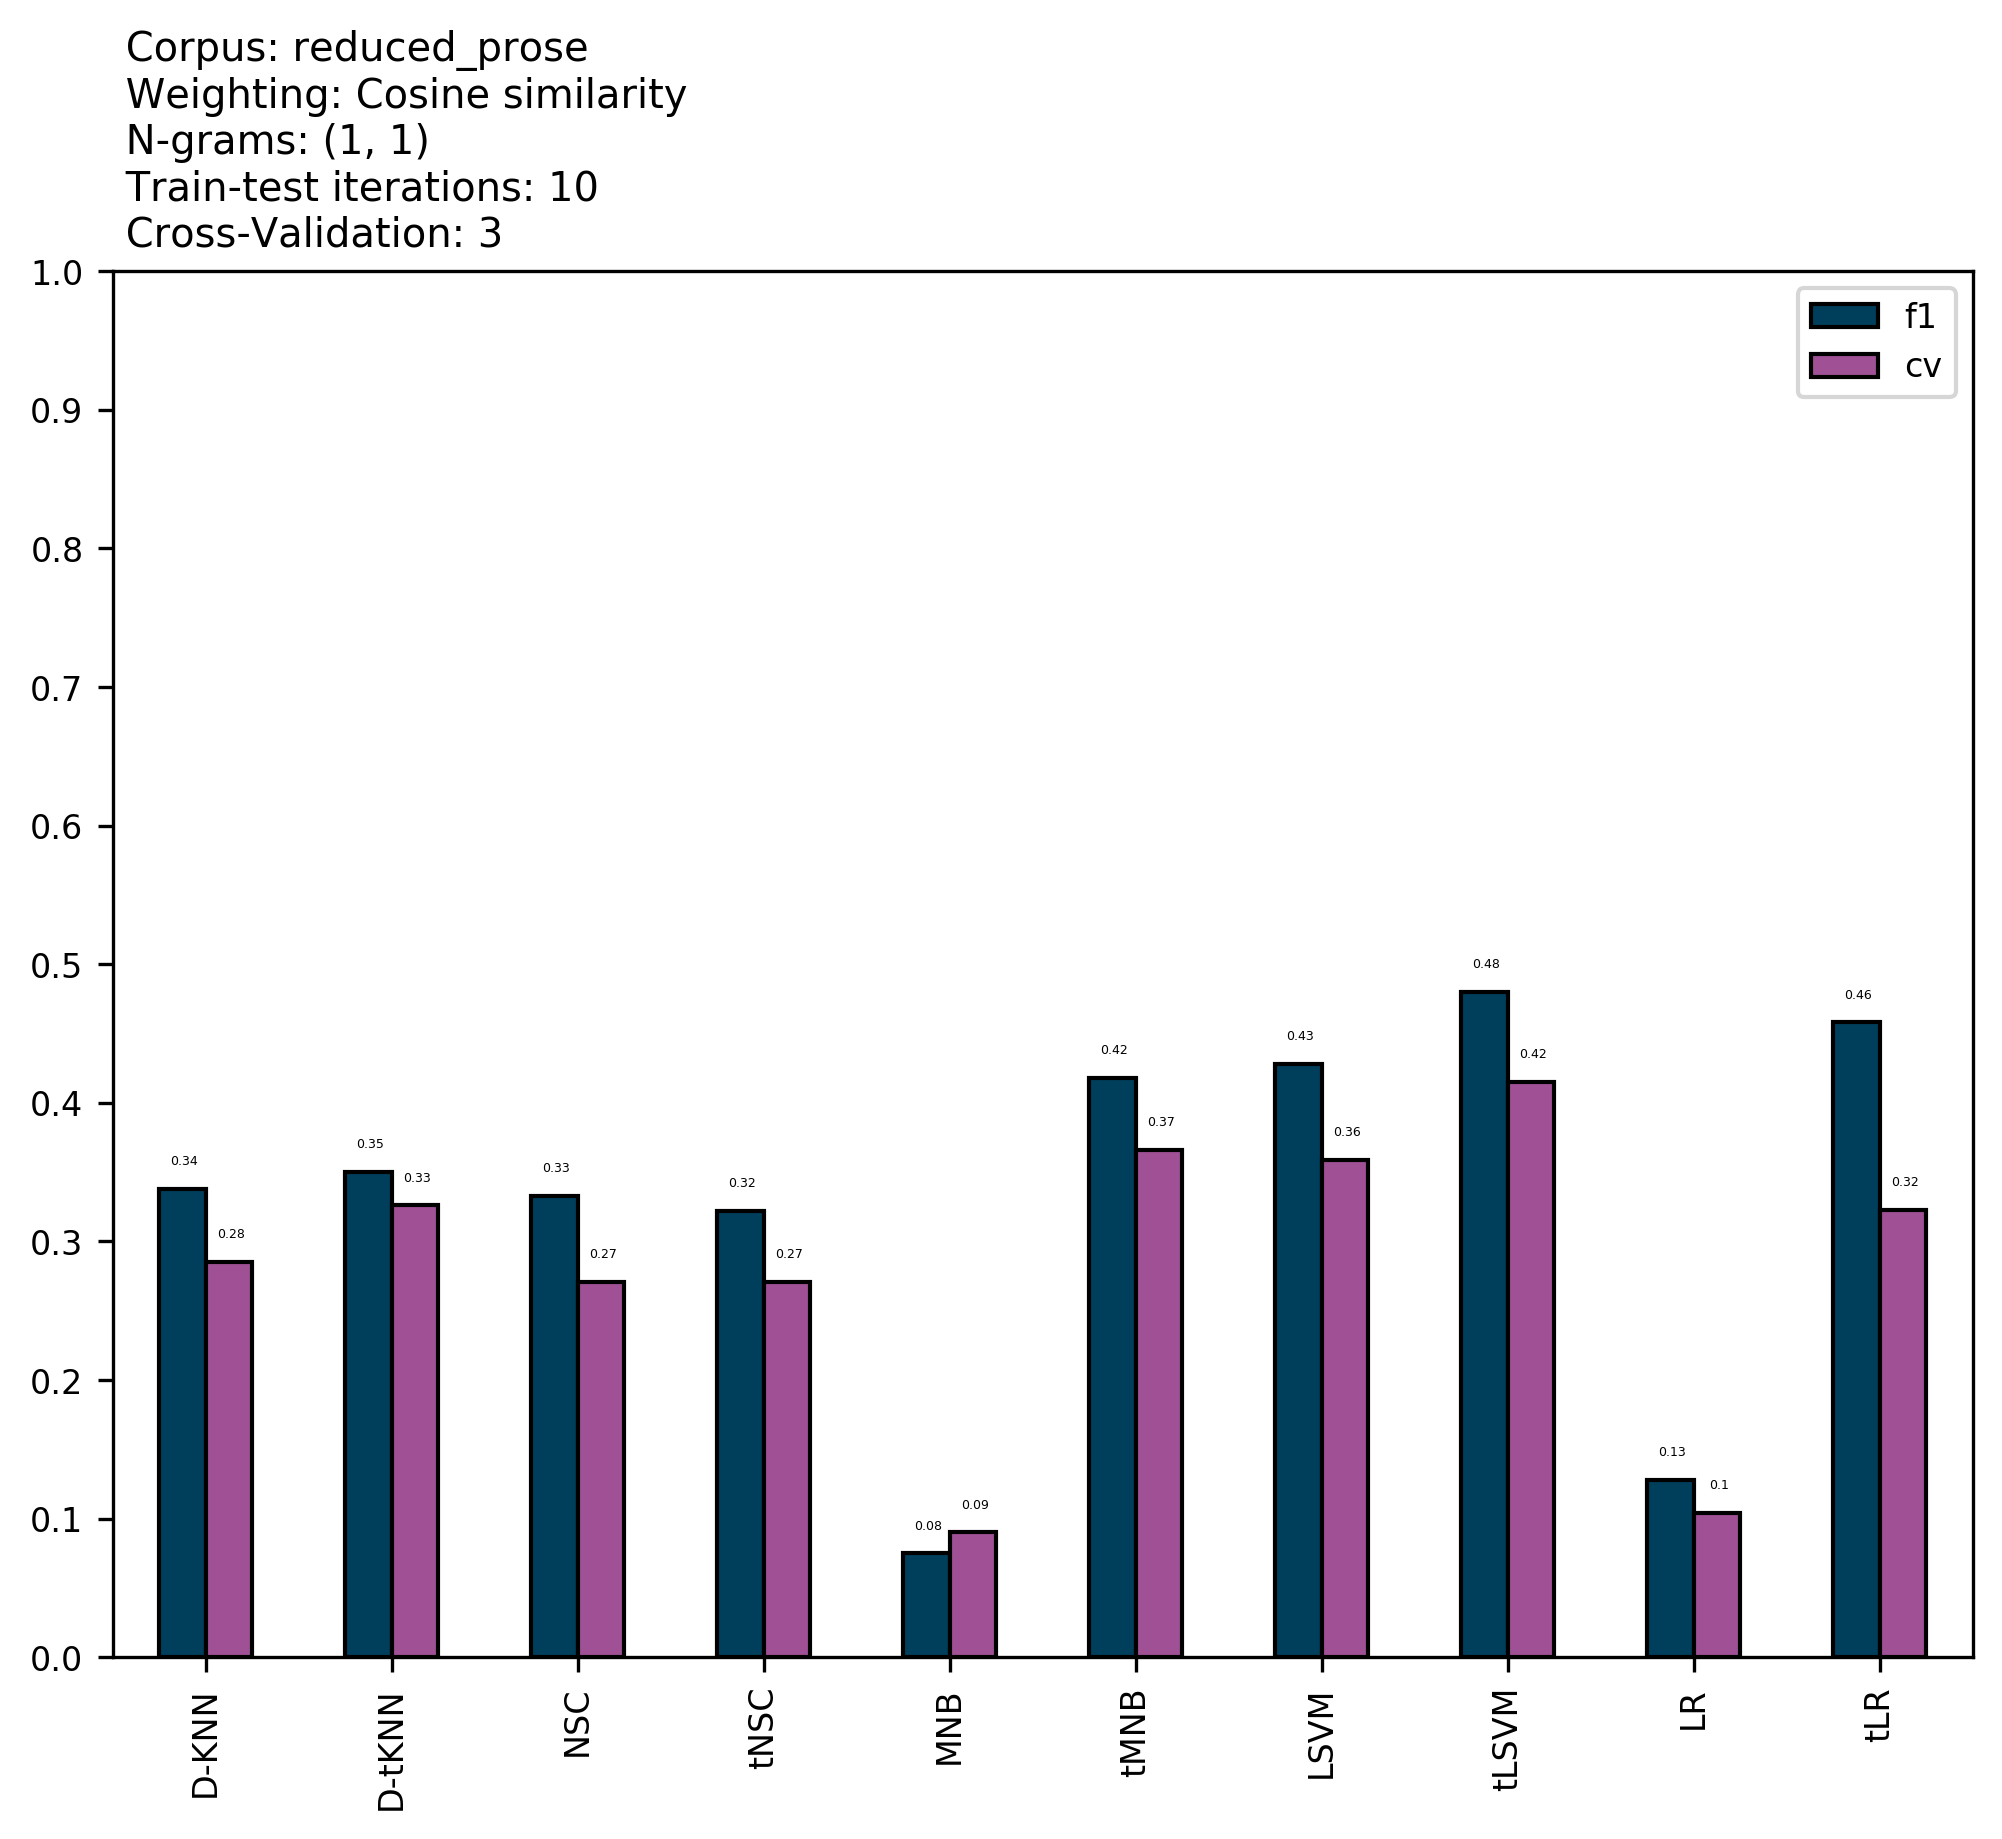 Corpus: reduced_prose
Weighting: Cosine similarity
N-grams: (1, 1)
Train-test iterations: 10
Cross-Validation: 3
1.0
0.9
0.8
0.7
0.6
0.5
0.4
0.3
0.2
0.1
0.0
f1
cv
0.34
0.28
0.35
0.33
0.33
0.27
0.32
0.27
0.08
0.09
0.42
0.37
0.43
0.36
0.48
0.42
0.13
0.1
0.46
0.32
D-KNN
D-tKNN
NSC
tNSC
MNB
tMNB
LSVM
tLSVM
LR
tLR